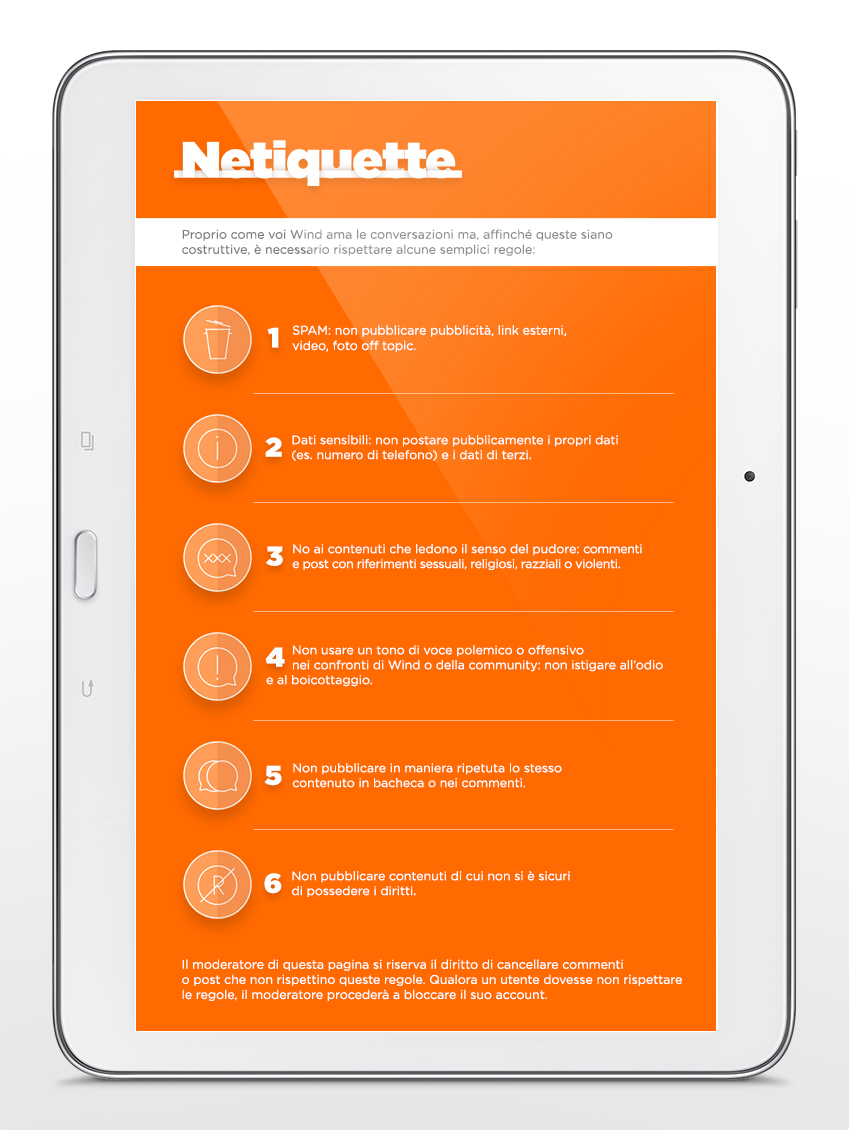 Netiquette
Proprio come voi Wind ama le conversazioni ma, affinché queste siano
costruttive, è necessario rispettare alcune semplici regole:
1 SPAM: non pubblicare pubblicità, link esterni,
video, foto off topic.
2 Dati sensibili: non postare pubblicamente i propri dati
(es. numero di telefono) e i dati di terzi.
3 No ai contenuti che ledono il senso del pudore: commenti
e post con riferimenti sessuali, religiosi, razziali o violenti.
4 Non usare un tono di voce polemico o offensivo
nei confronti di Wind o della community: non istigare all'odio
e al boicottaggio.
5 Non pubblicare in maniera ripetuta lo stesso
contenuto in bacheca o nei commenti.
R
6 Non pubblicare contenuti di cui non si è sicuri
di possedere i diritti.
Il moderatore di questa pagina si riserva il diritto di cancellare commenti
o post che non rispettino queste regole. Qualora un utente dovesse non rispettare
le regole, il moderatore procederà a bloccare il suo account.